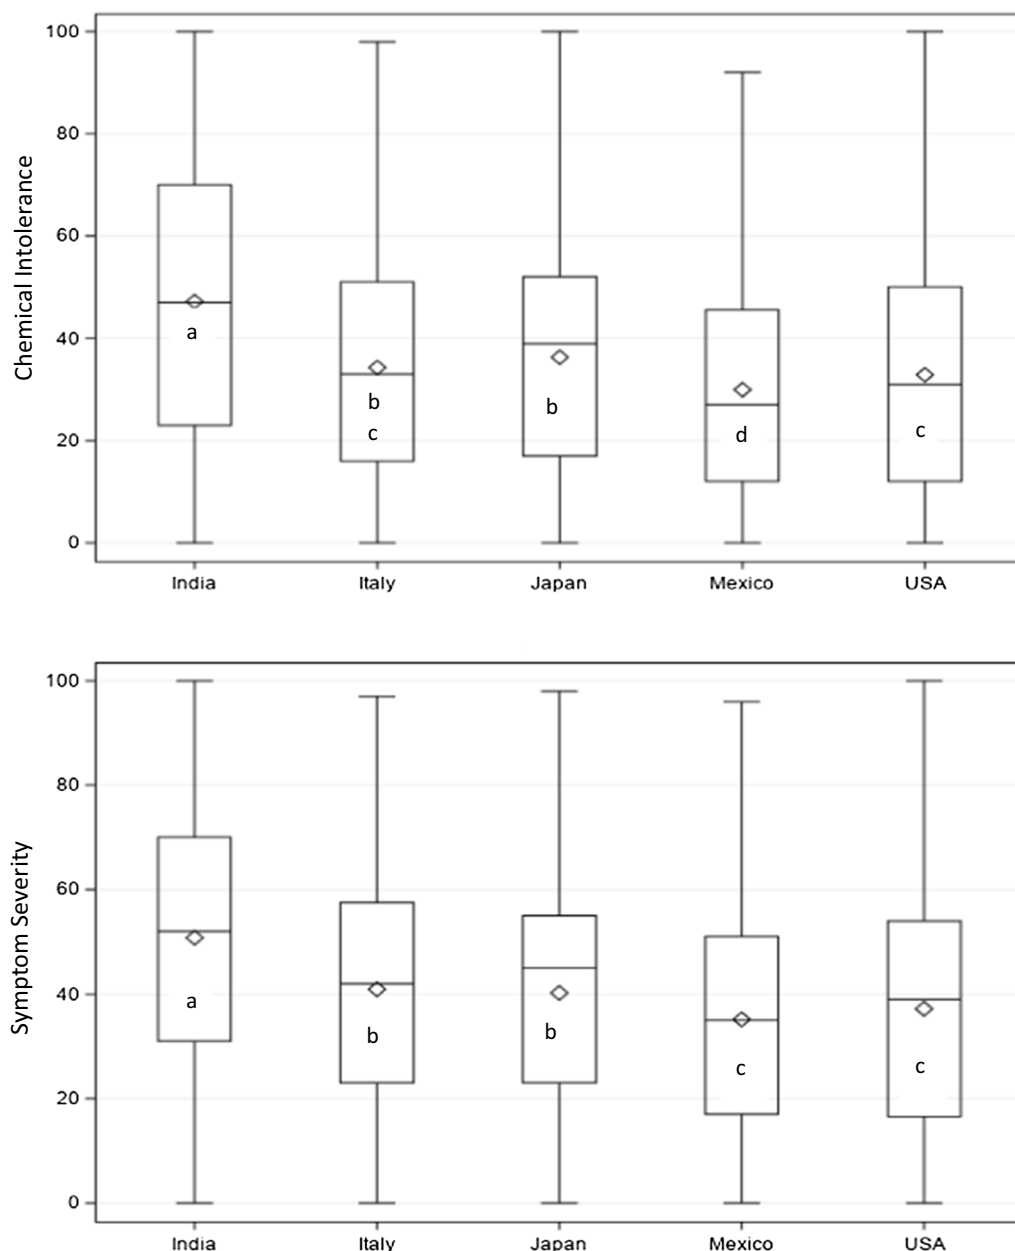 Chemical Intolerance
100
80
60
40
20
0
a
b
c
b
d
c
India Italy Japan Mexico USA
Symptom Severity
100
80
60
40
20
0
a
b
b
c
c
India Italy Japan Mexico USA